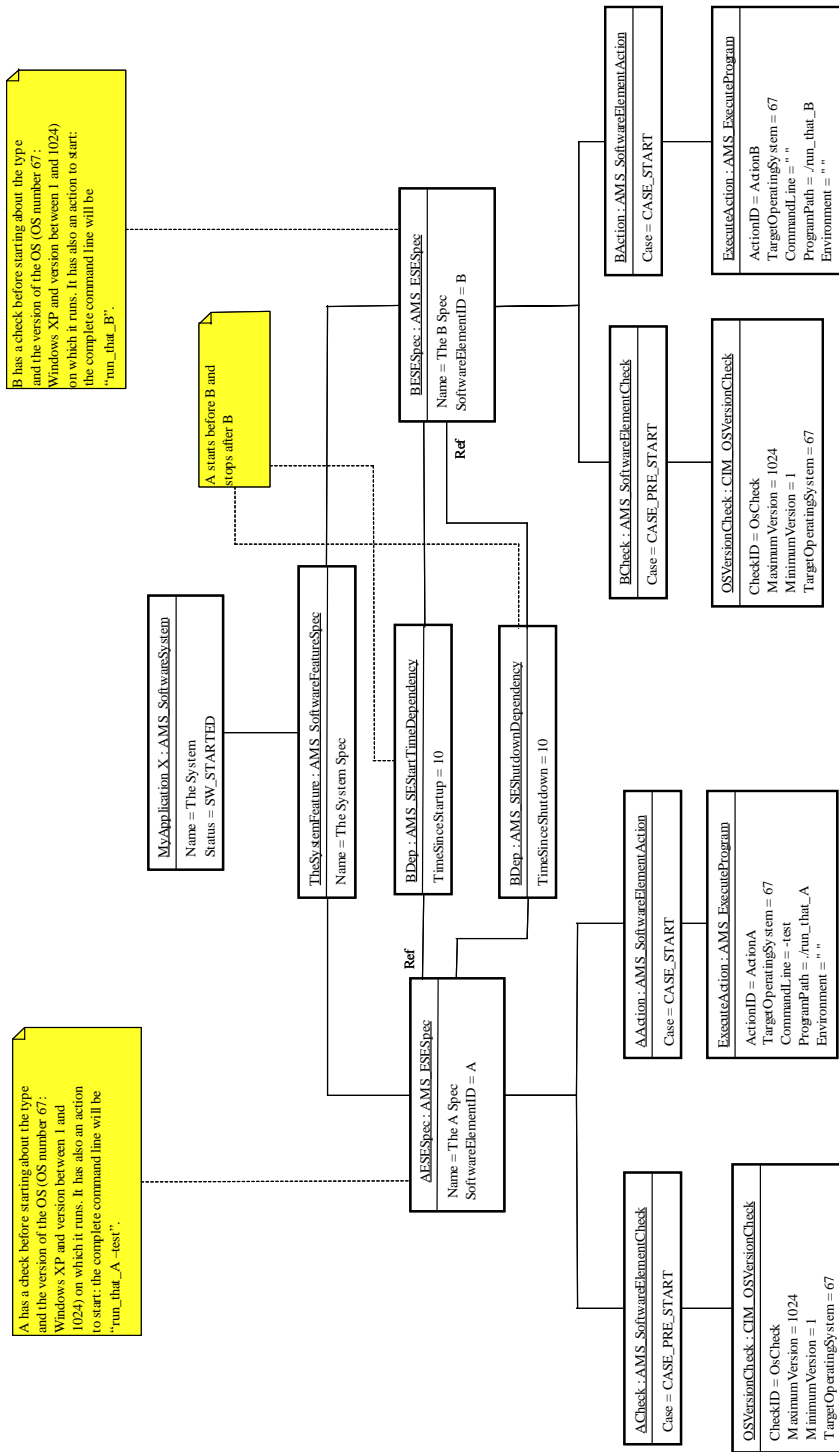 A has a check before starting about the type
and the version of the OS (OS number 67:
Windows XP and version between 1 and
1024) on which it runs. It has also an action
to start: the complete command line will be
“run_that_A –test”.
B has a check before starting about the type
and the version of the OS (OS number 67:
Windows XP and version between 1 and 1024)
on which it runs. It has also an action to start:
the complete command line will be
“run_that_B”.
A starts before B and
stops after B
MyApplication X : AMS_SoftwareSystem
Name = The System
Status = SW_STARTED
TheSystemFeature : AMS_SoftwareFeatureSpec
Name = The System Spec
AESESpec : AMS_ESESpec
Name = The A Spec
SoftwareElementID = A
Ref
BDep : AMS_SEStartTimeDependency
TimeSinceStartup = 10
BDep : AMS_SEShutdownDependency
TimeSinceShutdown = 10
BESESpec : AMS_ESESpec
Name = The B Spec
SoftwareElementID = B
Ref
ACheck : AMS_SoftwareElementCheck
Case = CASE_PRE_START
OSVersionCheck : CIM_OSVersionCheck
CheckID = OsCheck
MaximumVersion = 1024
MinimumVersion = 1
TargetOperatingSystem = 67
AAction : AMS_SoftwareElementAction
Case = CASE_START
ExecuteAction : AMS_ExecuteProgram
ActionID = ActionA
TargetOperatingSystem = 67
CommandLine = -test
ProgramPath = ./run_that_A
Environment = " "
BCheck : AMS_SoftwareElementCheck
Case = CASE_PRE_START
OSVersionCheck : CIM_OSVersionCheck
CheckID = OsCheck
MaximumVersion = 1024
MinimumVersion = 1
TargetOperatingSystem = 67
BAction : AMS_SoftwareElementAction
Case = CASE_START
ExecuteAction : AMS_ExecuteProgram
ActionID = ActionB
TargetOperatingSystem = 67
CommandLine = " "
ProgramPath = ./run_that_B
Environment = " "